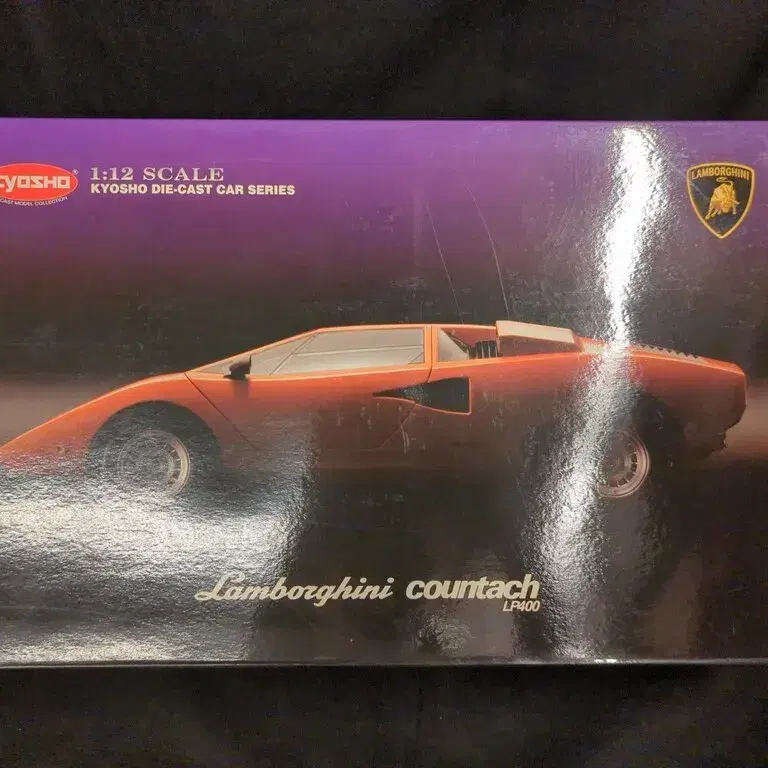 KYOSHO
1:12 SCALE
KYOSHO DIE-CAST CAR SERIES
LAMBORGHINI
Lamborghini countach
LP400